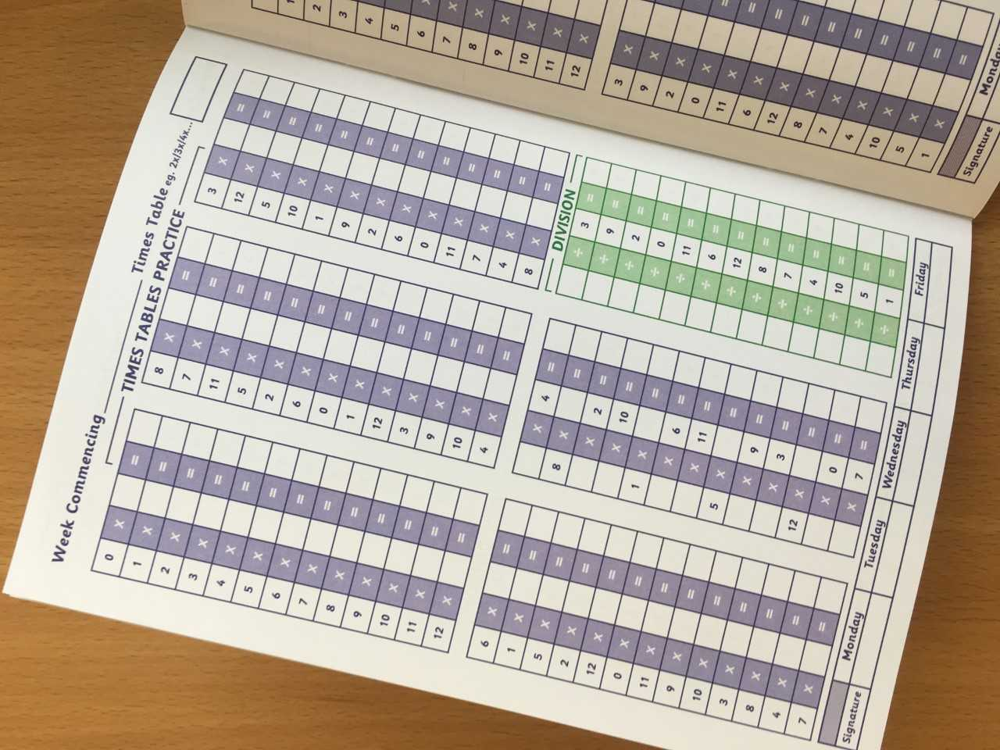 Week Commencing Times Table eg. 2x/3x/4x...
TIMES TABLES PRACTICE
0 × = 8 × = 3 × =
1 × = 7 × = 12 × =
2 × = 11 × = 5 × =
3 × = 5 × = 10 × =
4 × = 2 × = 1 × =
5 × = 6 × = 9 × =
6 × = 0 × = 2 × =
7 × = 1 × = 6 × =
8 × = 12 × = 0 × =
9 × = 3 × = 11 × =
10 × = 9 × = 7 × =
11 × = 10 × = 4 × =
12 × = 4 × = 8 × =
DIVISION
6 × = × 4 = ÷ 3 =
1 × = 8 × = ÷ 9 =
5 × = × 2 = ÷ 2 =
2 × = × 10 = ÷ 0 =
12 × = 1 × = ÷ 11 =
0 × = × 6 = ÷ 6 =
11 × = × 11 = ÷ 12 =
9 × = 5 × = ÷ 8 =
10 × = × 9 = ÷ 7 =
3 × = × 3 = ÷ 4 =
8 × = 12 × = ÷ 10 =
4 × = × 0 = ÷ 5 =
7 × = × 7 = ÷ 1 =
Signature Monday Tuesday Wednesday Thursday Friday
2
3
4
5
6 ×
7 ×
8 ×
9 ×
10 ×
11 ×
12 ×
3 ×
9 ×
2 ×
0 ×
11 × =
6 × =
12 × =
8 × =
7 × =
4 × =
10 × =
5 × =
1 × =
Signature Monday